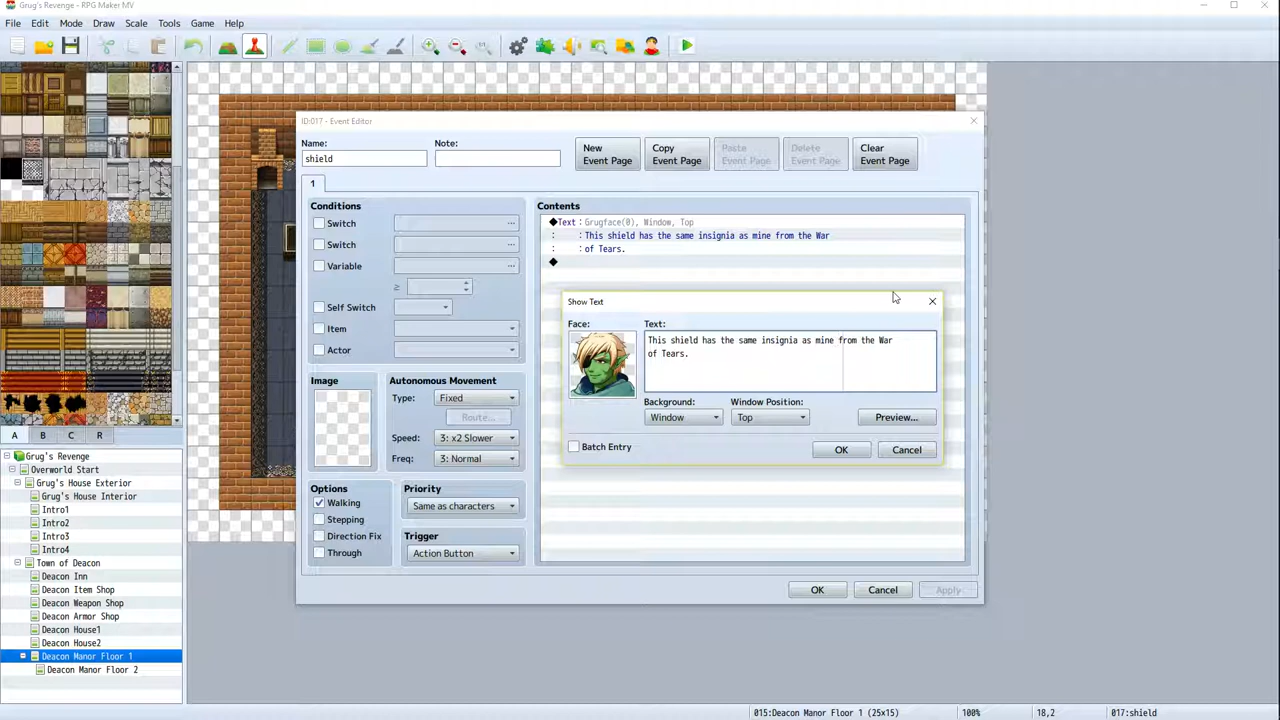 Grug's Revenge - RPG Maker MV
File Edit Mode Draw Scale Tools Game Help
ID:017 - Event Editor
Name:
shield
Note:
New
Event Page
Copy
Event Page
Paste
Event Page
Delete
Event Page
Clear
Event Page
1
Conditions
Switch
Switch
Variable
≥
Self Switch
Item
Actor
Image
Autonomous Movement
Type: Fixed
Route...
Speed: 3: x2 Slower
Freq: 3: Normal
Options
Walking
Stepping
Direction Fix
Through
Priority
Same as characters
Trigger
Action Button
Contents
◆Text : Grugface(0), Window, Top
: : This shield has the same insignia as mine from the War
: : of Tears.
◆
Show Text
Face:
Text:
This shield has the same insignia as mine from the War
of Tears.
Background:
Window
Window Position:
Top
Preview...
Batch Entry
OK
Cancel
OK
Cancel
Apply
A B C R
Grug's Revenge
Overworld Start
Grug's House Exterior
Grug's House Interior
Intro1
Intro2
Intro3
Intro4
Town of Deacon
Deacon Inn
Deacon Item Shop
Deacon Weapon Shop
Deacon Armor Shop
Deacon House1
Deacon House2
Deacon Manor Floor 1
Deacon Manor Floor 2
015:Deacon Manor Floor 1 (25x15) 100% 18,2 017:shield